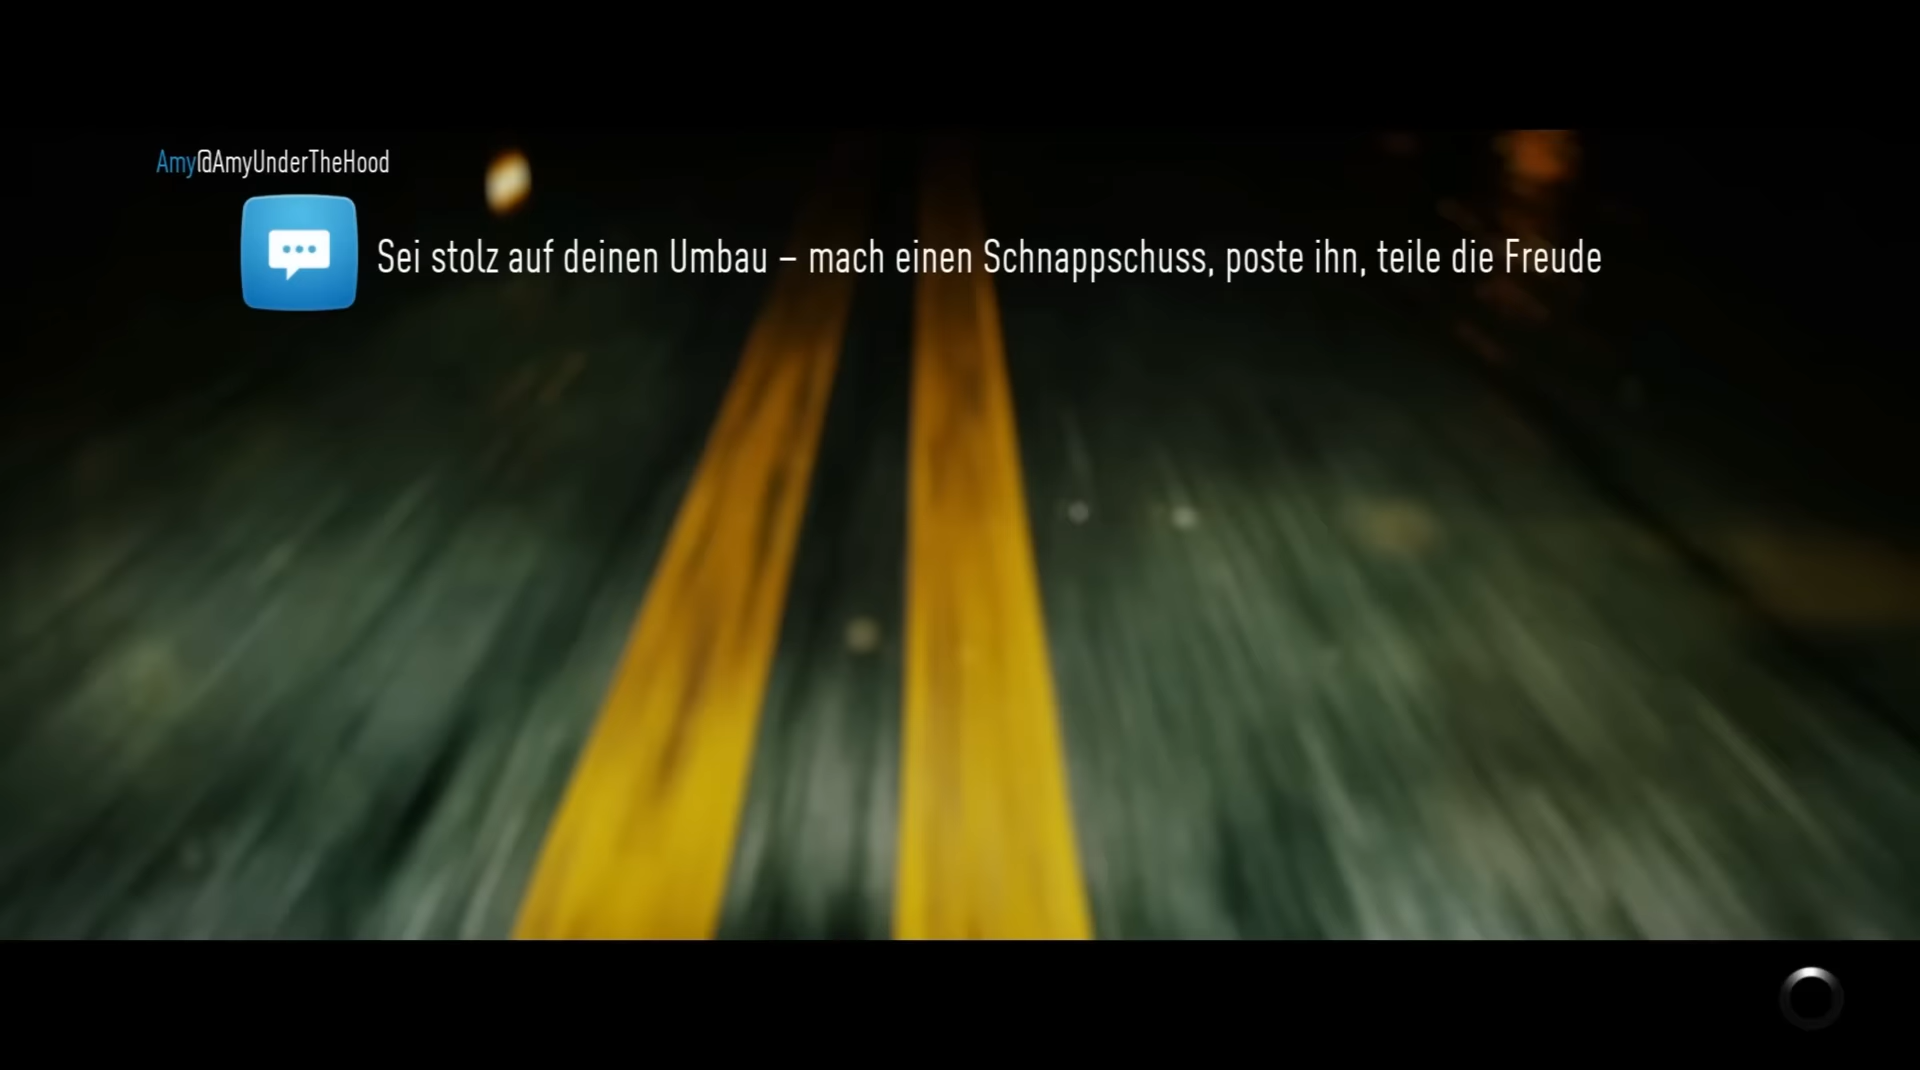 Amy@AmyUnderTheHood
Sei stolz auf deinen Umbau – mach einen Schnappschuss, poste ihn, teile die Freude